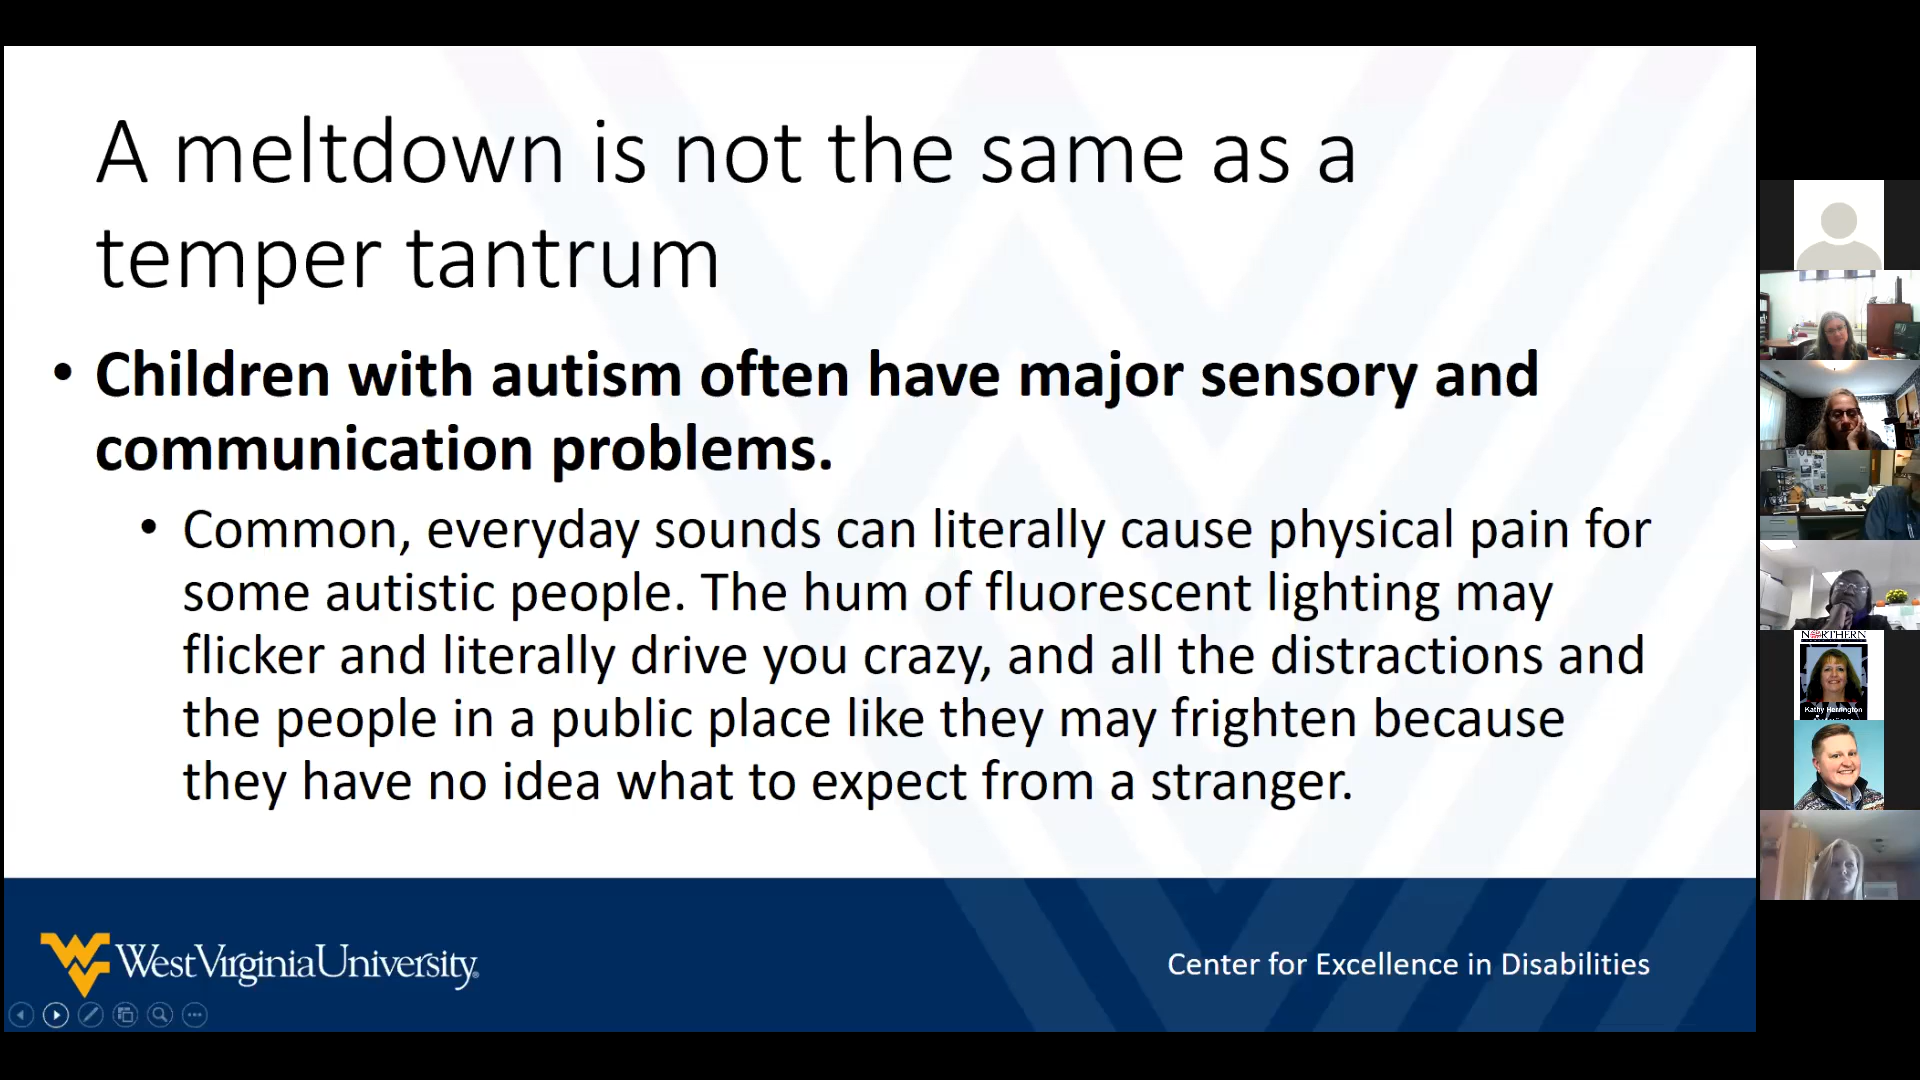 A meltdown is not the same as a
temper tantrum
• Children with autism often have major sensory and
communication problems.
• Common, everyday sounds can literally cause physical pain for
some autistic people. The hum of fluorescent lighting may
flicker and literally drive you crazy, and all the distractions and
the people in a public place like they may frighten because
they have no idea what to expect from a stranger.
West Virginia University®
Center for Excellence in Disabilities
NORTHERN
Kathy Herrington